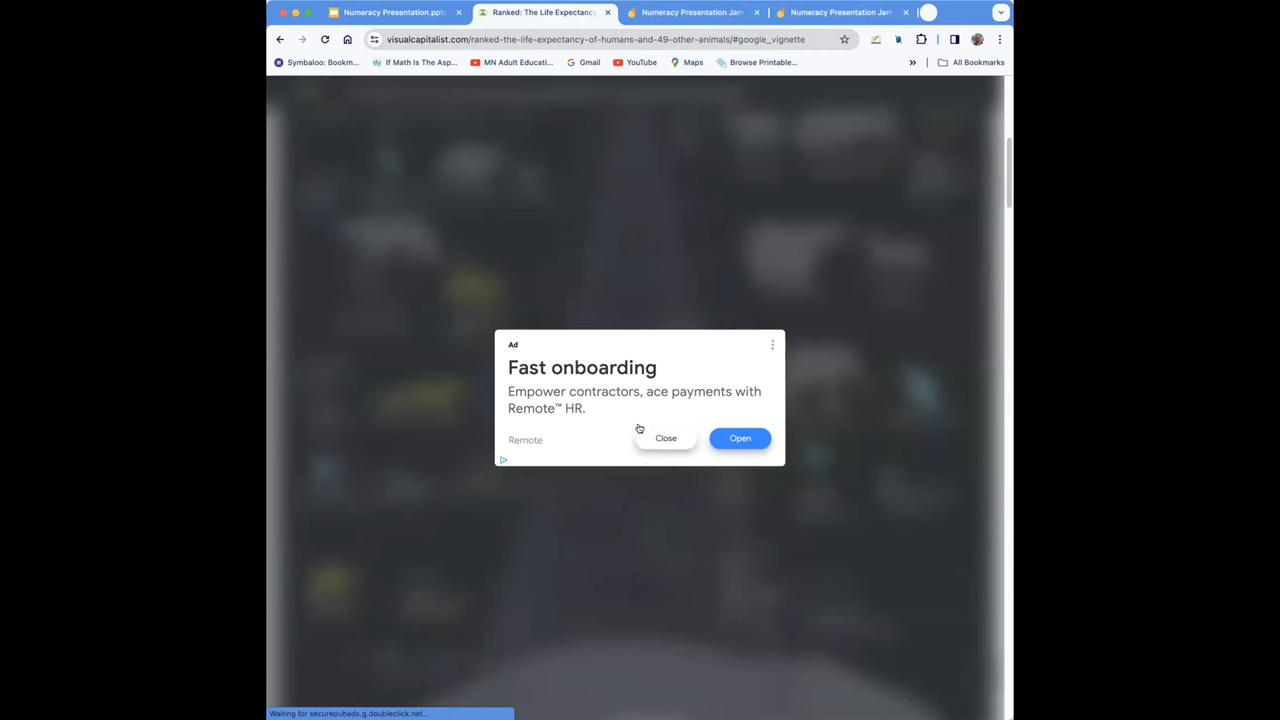 Numeracy Presentation.ppt
Ranked: The Life Expectancy
Numeracy Presentation Jam
Numeracy Presentation Jam
visualcapitalist.com/ranked-the-life-expectancy-of-humans-and-49-other-animals/#google_vignette
Symbaloo: Bookm...
If Math Is The Asp...
MN Adult Educati...
Gmail
YouTube
Maps
Browse Printable...
»
All Bookmarks
Ad
Fast onboarding
Empower contractors, ace payments with
Remote™ HR.
Remote
Close
Open
Waiting for securepubads.g.doubleclick.net...